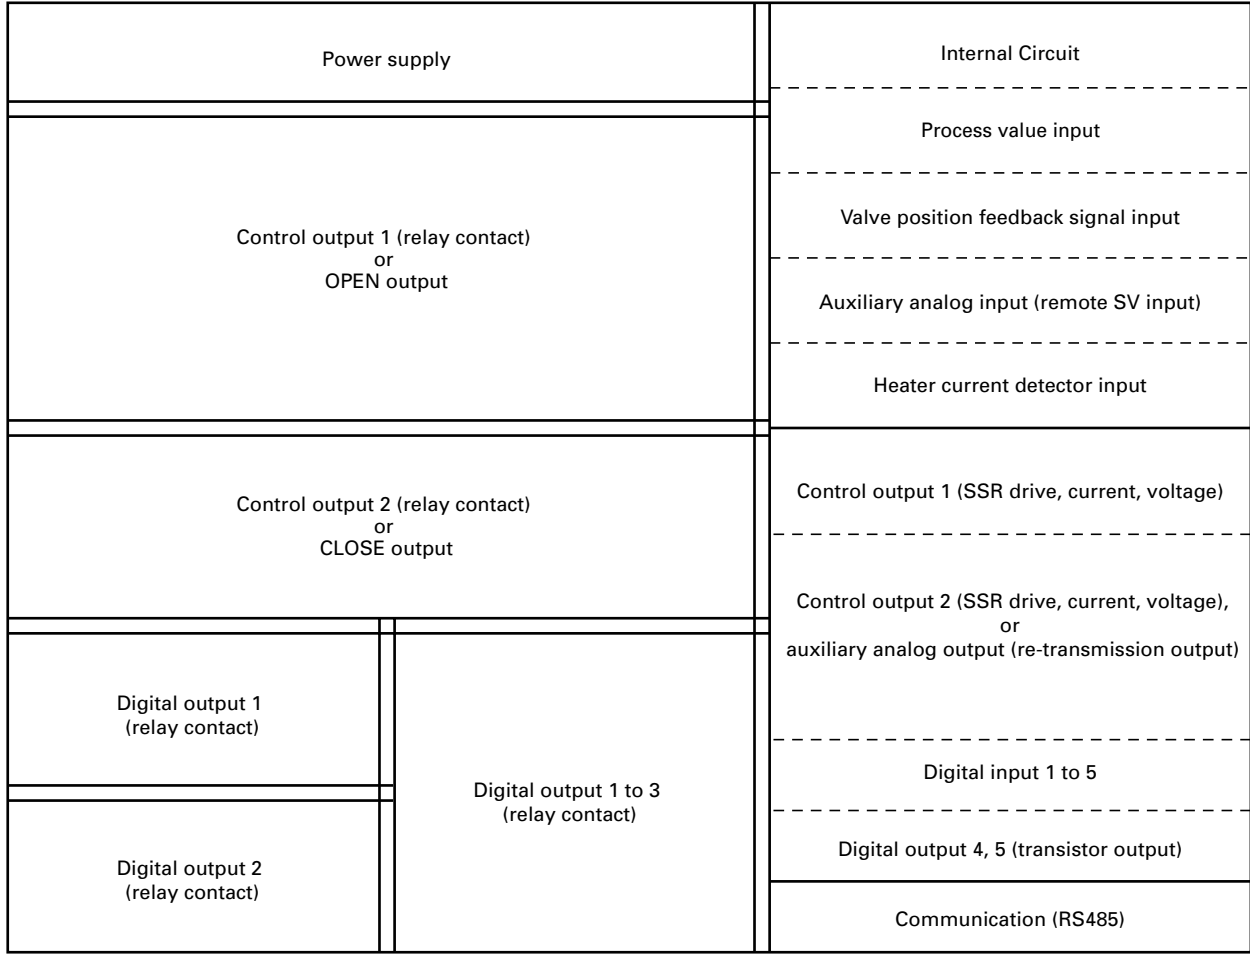 Power supply
Control output 1 (relay contact)
or
OPEN output
Control output 2 (relay contact)
or
CLOSE output
Digital output 1
(relay contact)
Digital output 2
(relay contact)
Digital output 1 to 3
(relay contact)
Internal Circuit
Process value input
Valve position feedback signal input
Auxiliary analog input (remote SV input)
Heater current detector input
Control output 1 (SSR drive, current, voltage)
Control output 2 (SSR drive, current, voltage),
or
auxiliary analog output (re-transmission output)
Digital input 1 to 5
Digital output 4, 5 (transistor output)
Communication (RS485)